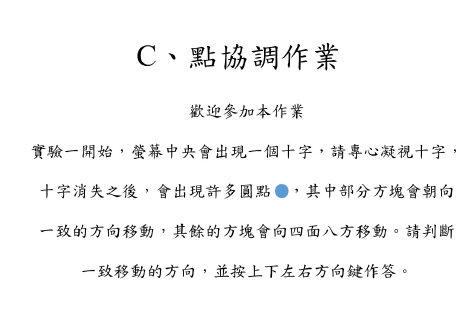 C、點協調作業
歡迎參加本作業
實驗一開始，螢幕中央會出現一個十字，請專心凝視十字，
十字消失之後，會出現許多圓點，其中部分方塊會朝向
一致的方向移動，其餘的方塊會向四面八方移動。請判斷
一致移動的方向，並按上下左右方向鍵作答。